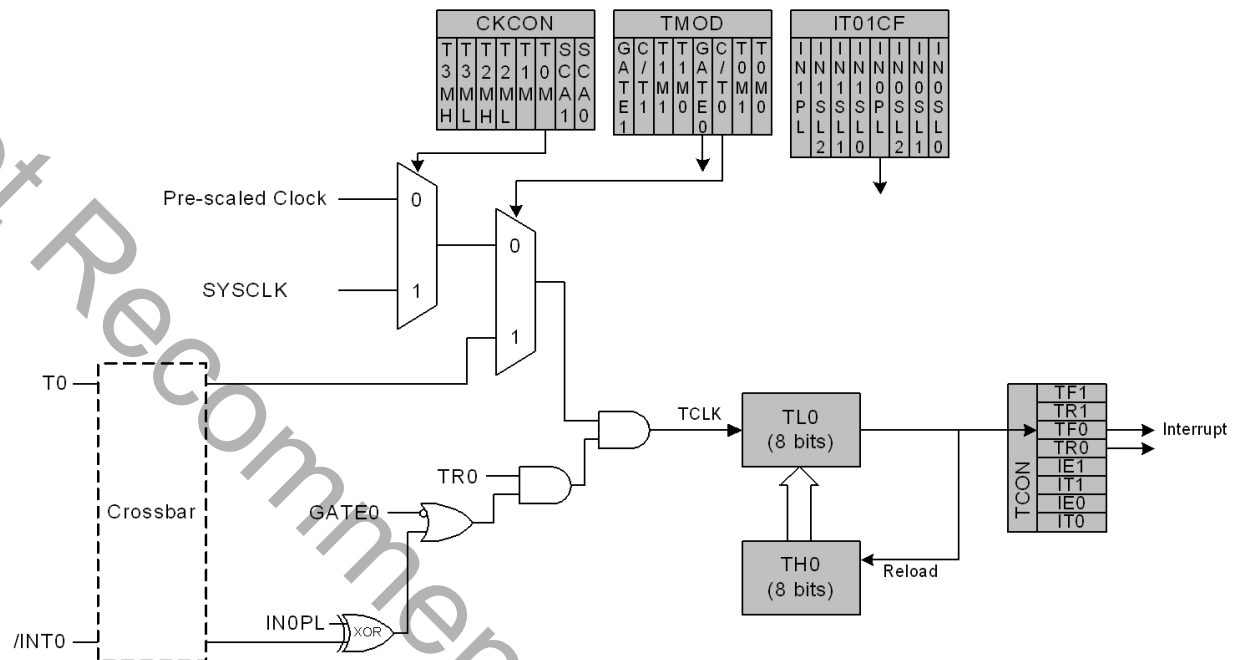 CKCON
T3MH T3ML T2MH T2ML T1M T0M SCA1 SCA0
TMOD
GATE1 C/T1 T1M1 T1M0 GATE0 C/T0 T0M1 T0M0
IT01CF
IN1PL IN1SL2 IN1SL1 IN1SL0 IN0PL IN0SL2 IN0SL1 IN0SL0
Pre-scaled Clock
0
SYSCLK
1
0
1
T0
Crossbar
/INT0
TR0
GATE0
IN0PL
XOR
TCLK
TL0
(8 bits)
TH0
(8 bits)
Reload
TCON
TF1
TR1
TF0
TR0
IE1
IT1
IE0
IT0
Interrupt